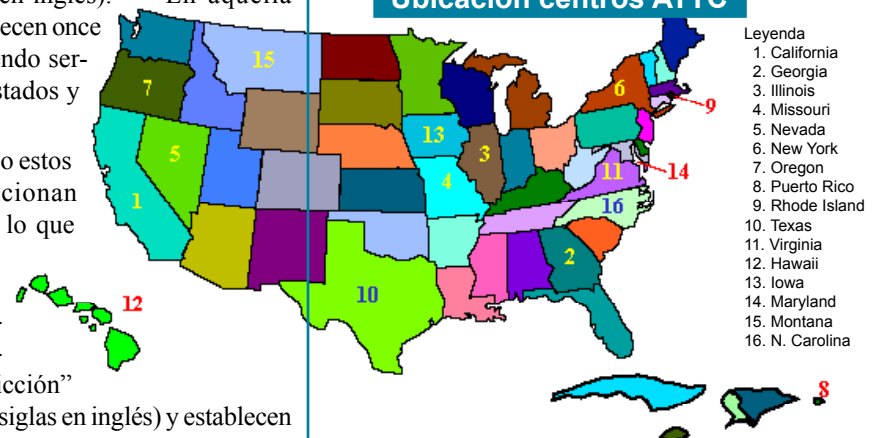 en inglés). En aquella
ecen once
ndo ser-
stados y
o estos
cionan
lo que
icción”
siglas en inglés) y establecen
Ubicación centros ATTC
15
7
5
1
13
3
4
6
9
14
11
16
2
10
12
8
Leyenda
1. California
2. Georgia
3. Illinois
4. Missouri
5. Nevada
6. New York
7. Oregon
8. Puerto Rico
9. Rhode Island
10. Texas
11. Virginia
12. Hawaii
13. Iowa
14. Maryland
15. Montana
16. N. Carolina